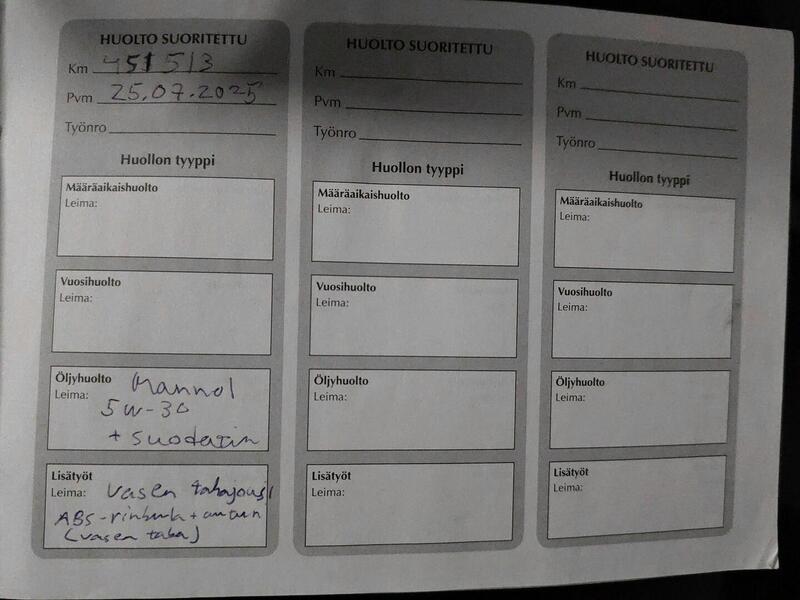 HUOLTO SUORITETTU
Km 451513
Pvm 25.07.2025
Työnro
Huollon tyyppi
Määräaikaishuolto
Leima:
Vuosihuolto
Leima:
Öljyhuolto Mannol
Leima: 5W-30
+ suodatin
Lisätyöt
Leima: Vasen takajousi
ABS-rinkula + anturi
(vasen taka)
HUOLTO SUORITETTU
Km
Pvm
Työnro
Huollon tyyppi
Määräaikaishuolto
Leima:
Vuosihuolto
Leima:
Öljyhuolto
Leima:
Lisätyöt
Leima:
HUOLTO SUORITETTU
Km
Pvm
Työnro
Huollon tyyppi
Määräaikaishuolto
Leima:
Vuosihuolto
Leima:
Öljyhuolto
Leima:
Lisätyöt
Leima: